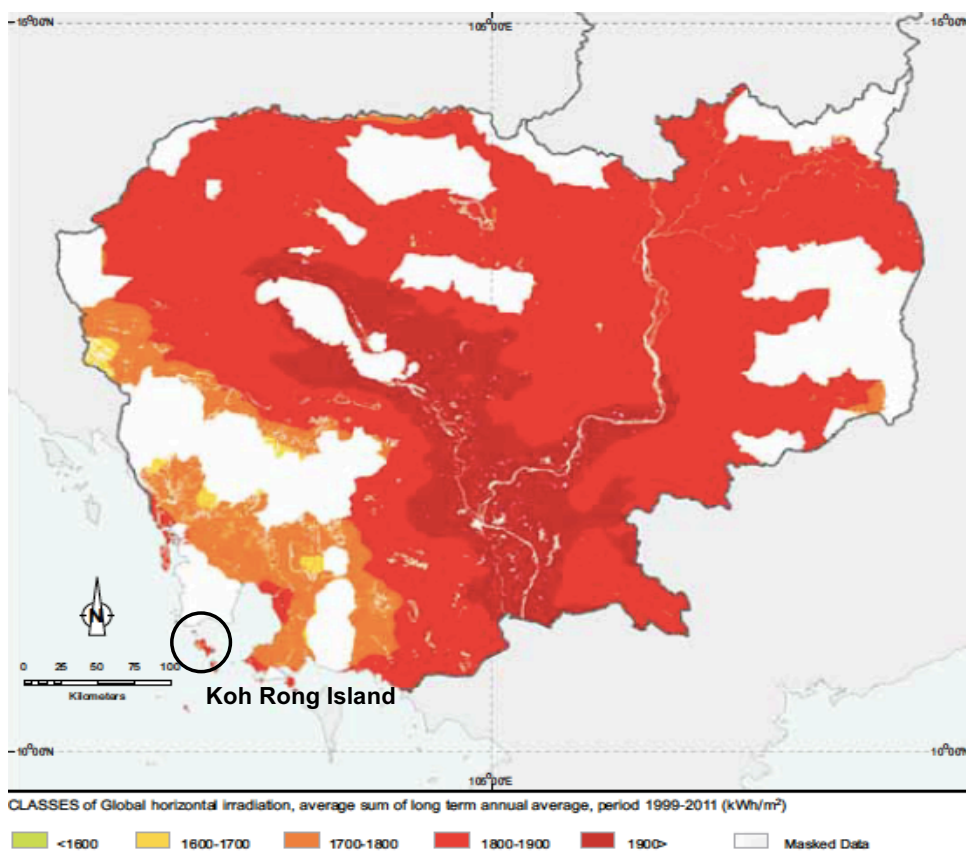 15°00'N 105°00'E 15°00'N
N
0 25 50 75 100
Kilometers
Koh Rong Island
10°00'N 105°00'E 10°00'N
CLASSES of Global horizontal irradiation, average sum of long term annual average, period 1999-2011 (kWh/m²)
<1600 1600-1700 1700-1800 1800-1900 1900> Masked Data